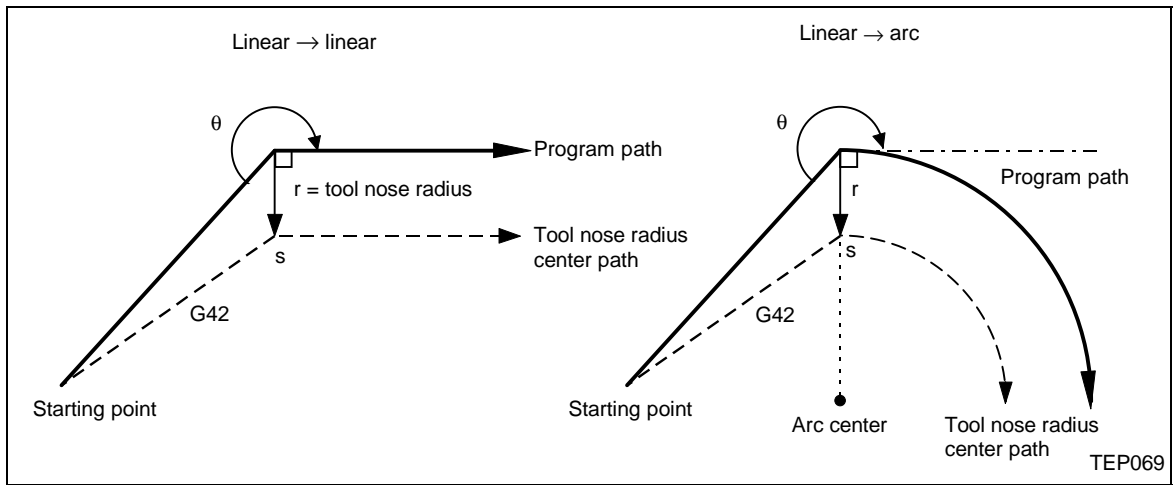 Linear → linear
θ
Program path
r = tool nose radius
s
Tool nose radius
center path
G42
Starting point
Linear → arc
θ
Program path
r
s
G42
Starting point
Arc center
Tool nose radius
center path
TEP069